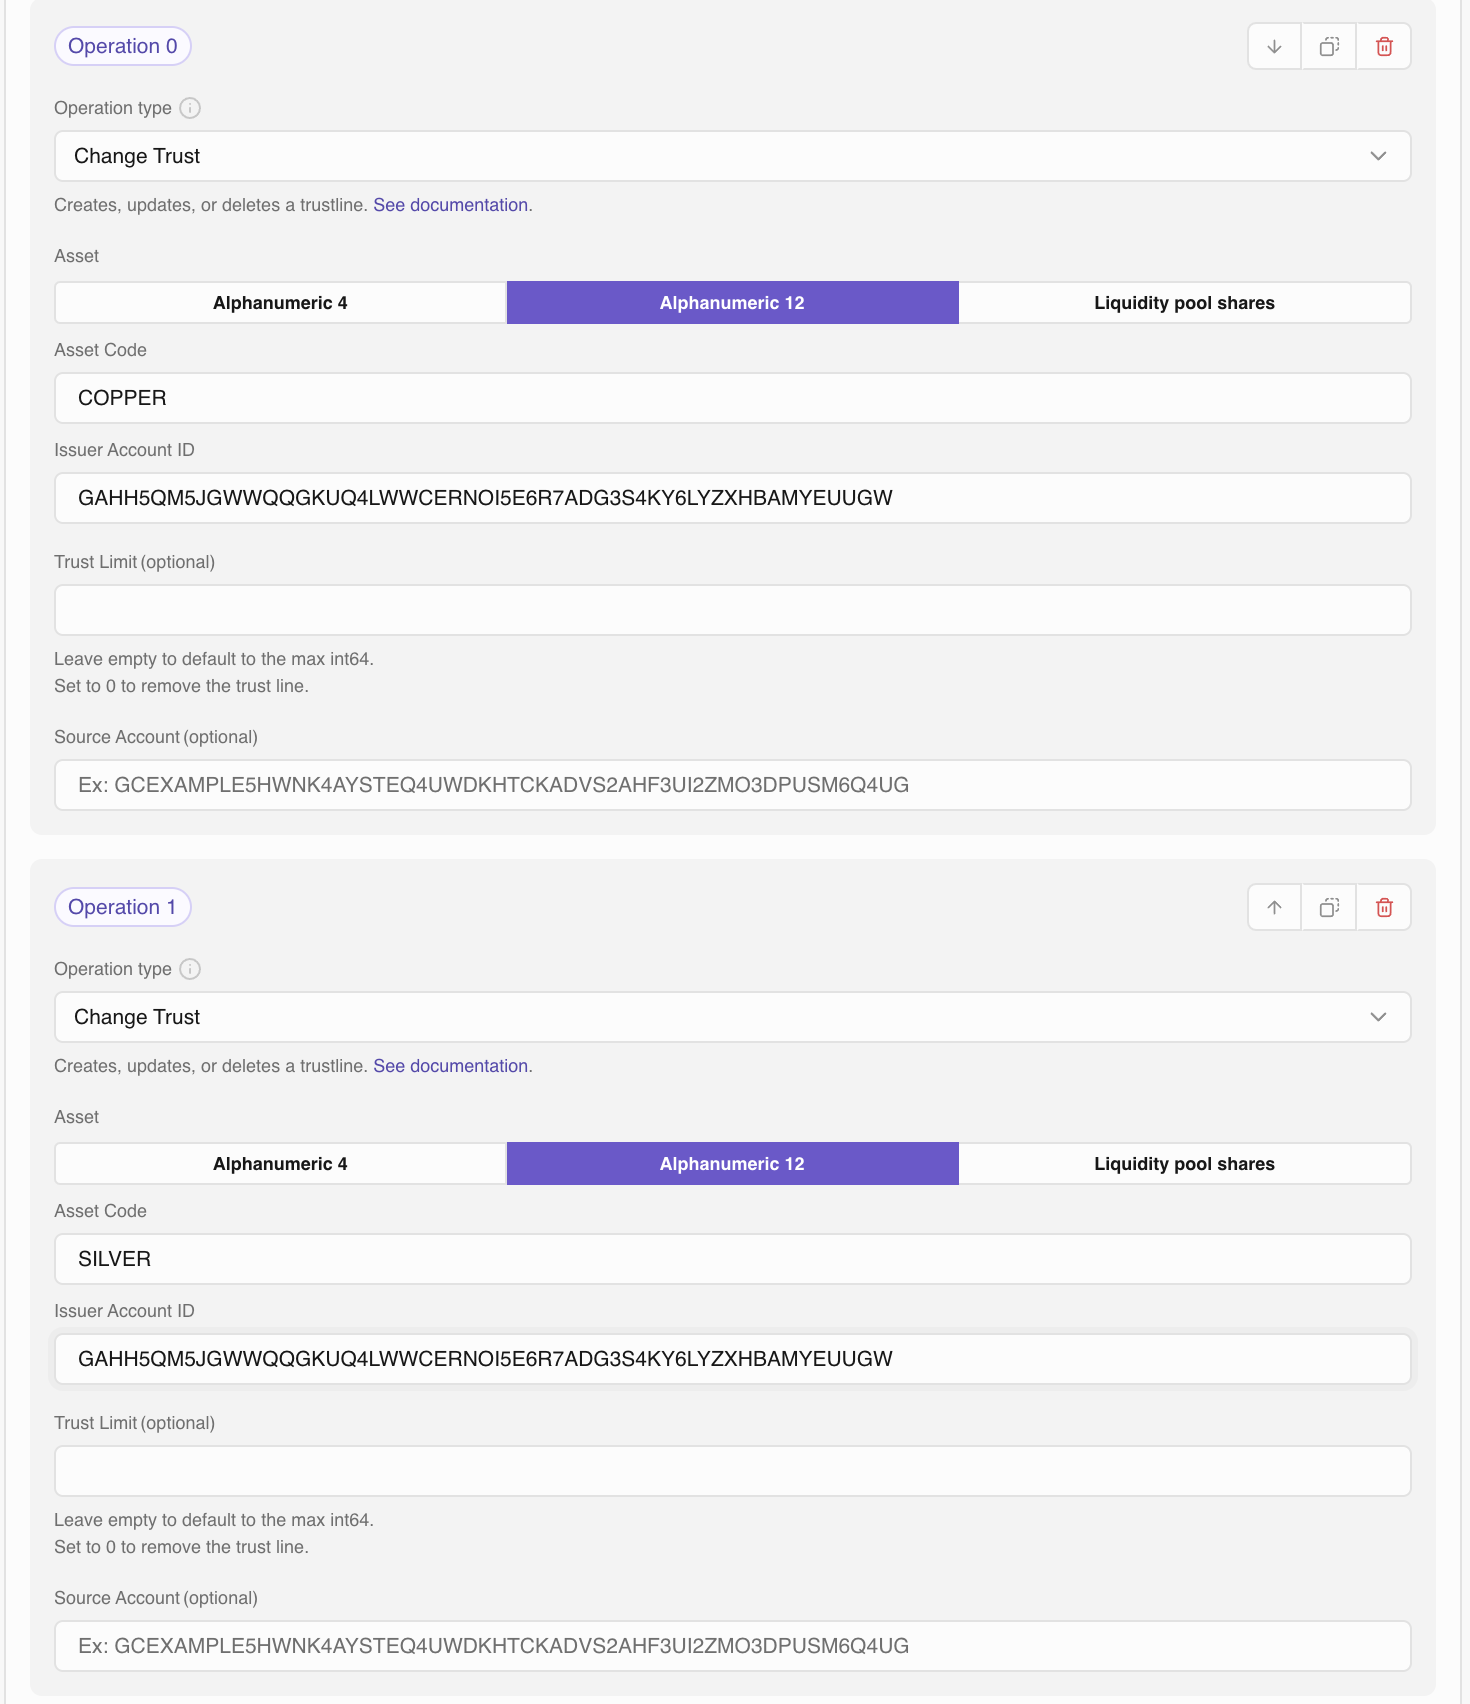 Operation 0
Operation type
Change Trust
Creates, updates, or deletes a trustline. See documentation.
Asset
Alphanumeric 4
Alphanumeric 12
Liquidity pool shares
Asset Code
COPPER
Issuer Account ID
GAHH5QM5JGWWQQGKUQ4LWWCERNOI5E6R7ADG3S4KY6LYZXHBAMYEUUGW
Trust Limit (optional)
Leave empty to default to the max int64.
Set to 0 to remove the trust line.
Source Account (optional)
Ex: GCEXAMPLE5HWNK4AYSTEQ4UWDKHTCKADVS2AHF3UI2ZMO3DPUSM6Q4UG
Operation 1
Operation type
Change Trust
Creates, updates, or deletes a trustline. See documentation.
Asset
Alphanumeric 4
Alphanumeric 12
Liquidity pool shares
Asset Code
SILVER
Issuer Account ID
GAHH5QM5JGWWQQGKUQ4LWWCERNOI5E6R7ADG3S4KY6LYZXHBAMYEUUGW
Trust Limit (optional)
Leave empty to default to the max int64.
Set to 0 to remove the trust line.
Source Account (optional)
Ex: GCEXAMPLE5HWNK4AYSTEQ4UWDKHTCKADVS2AHF3UI2ZMO3DPUSM6Q4UG